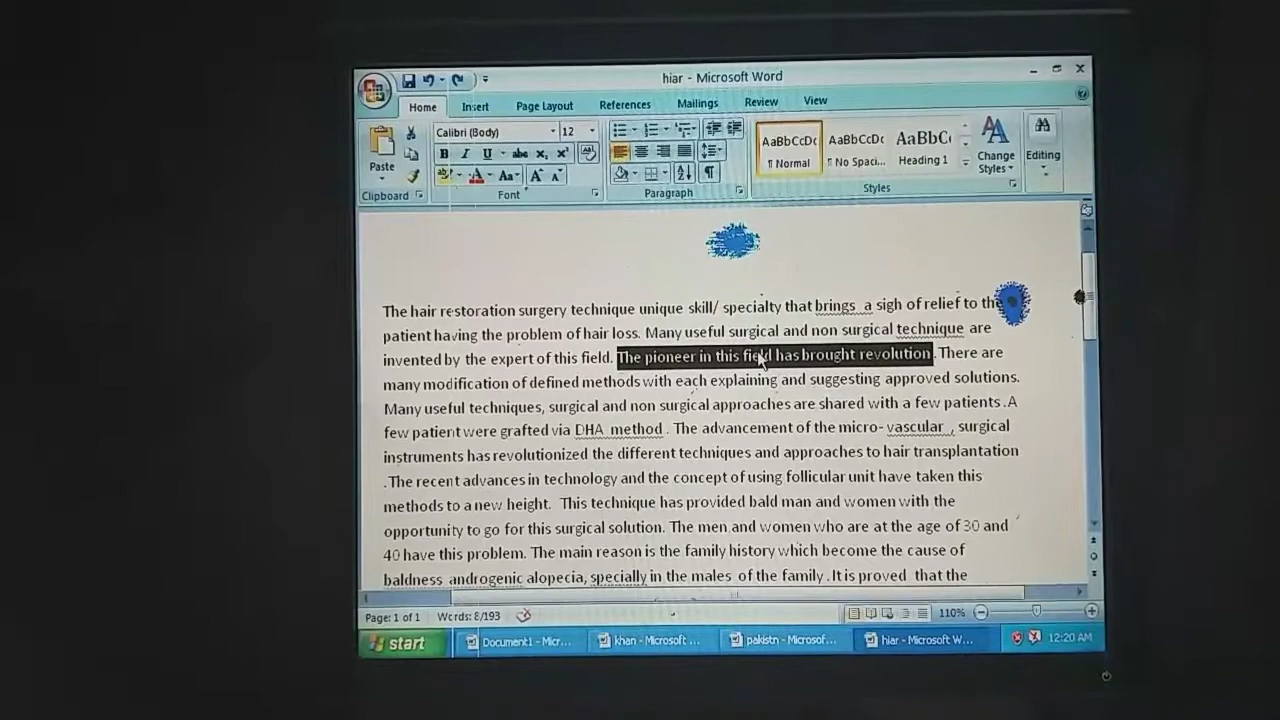 hiar - Microsoft Word
Home Insert Page Layout References Mailings Review View
Calibri (Body) 12
AaBbCcDc AaBbCcDc AaBbC
Paste
B I U abc x₂ x²
¶ Normal ¶ No Spaci... Heading 1
Change Styles
Editing
Aa A A
Clipboard Font Paragraph Styles
The hair restoration surgery technique unique skill/ specialty that brings a sigh of relief to the
patient having the problem of hair loss. Many useful surgical and non surgical technique are
invented by the expert of this field. The pioneer in this field has brought revolution . There are
many modification of defined methods with each explaining and suggesting approved solutions.
Many useful techniques, surgical and non surgical approaches are shared with a few patients .A
few patient were grafted via DHA method . The advancement of the micro- vascular , surgical
instruments has revolutionized the different techniques and approaches to hair transplantation
.The recent advances in technology and the concept of using follicular unit have taken this
methods to a new height. This technique has provided bald man and women with the
opportunity to go for this surgical solution. The men and women who are at the age of 30 and
40 have this problem. The main reason is the family history which become the cause of
baldness androgenic alopecia, specially in the males of the family . It is proved that the
Page: 1 of 1 Words: 8/193 110%
start Document1 - Micr... khan - Microsoft ... pakistn - Microsof... hiar - Microsoft W... 12:20 AM